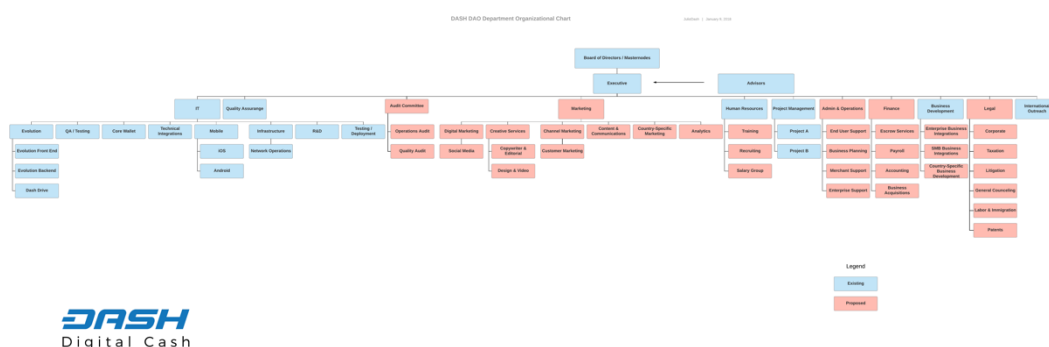 DASH DAO Department Organizational Chart
January 6, 2018
Board of Directors / Masternodes
Executive
Advisors
IT
Quality Assurange
Audit Committee
Marketing
Human Resources
Project Management
Admin & Operations
Finance
Business
Development
Legal
International
Outreach
Evolution
QA / Testing
Core Wallet
Technical
Integrations
Mobile
Infrastructure
R&D
Testing /
Deployment
Operations Audit
Digital Marketing
Creative Services
Channel Marketing
Content &
Communications
Country-Specific
Marketing
Analytics
Training
Project A
End User Support
Escrow Services
Enterprise Business
Integrations
Corporate
Evolution Front End
iOS
Network Operations
Quality Audit
Social Media
Copywriter &
Editorial
Customer Marketing
Recruiting
Project B
Business Planning
Payroll
SMB Business
Integrations
Taxation
Evolution Backend
Android
Design & Video
Salary Group
Merchant Support
Accounting
Country-Specific
Business
Development
Litigation
Dash Drive
Enterprise Support
Business
Acquisitions
General Counseling
Labor & Immigration
Patents
Legend
Existing
Proposed
DASH
Digital Cash